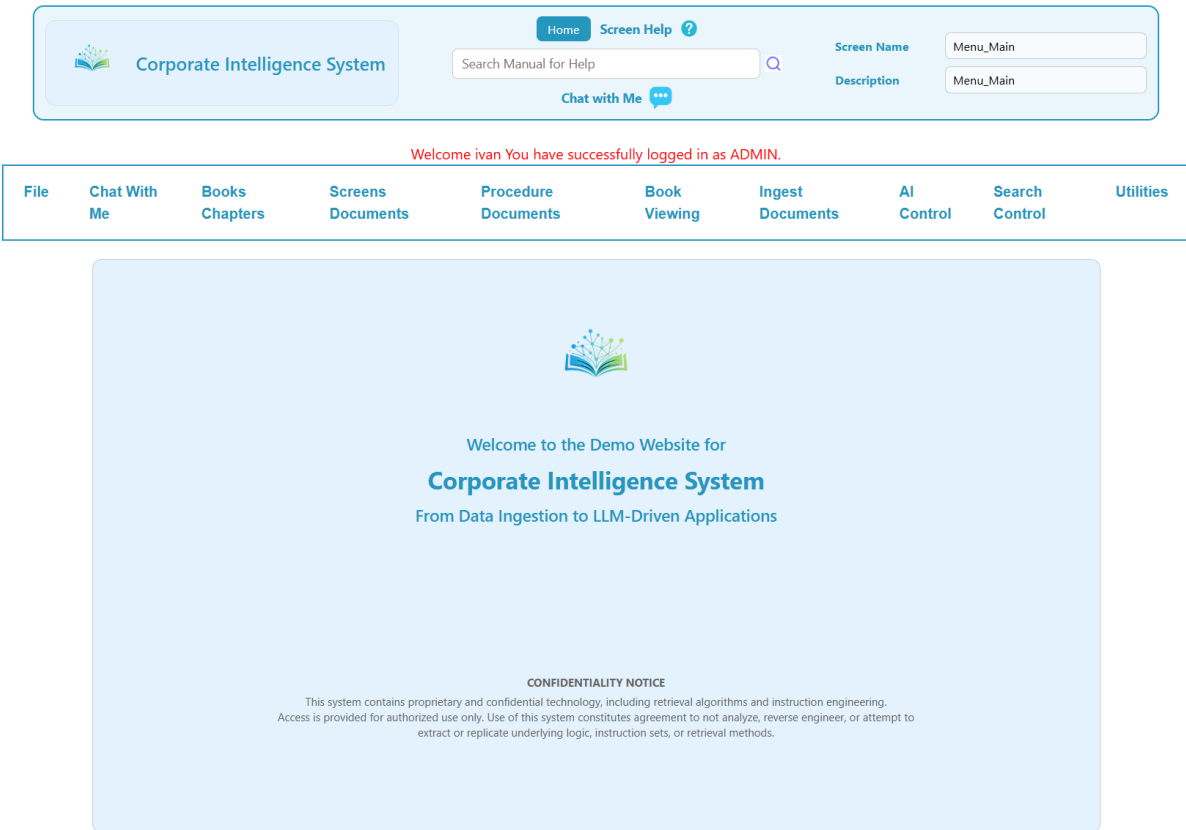 Home Screen Help ?
Corporate Intelligence System
Search Manual for Help
Chat with Me
Screen Name Menu_Main
Description Menu_Main
Welcome ivan You have successfully logged in as ADMIN.
File
Chat With
Me
Books
Chapters
Screens
Documents
Procedure
Documents
Book
Viewing
Ingest
Documents
AI
Control
Search
Control
Utilities
Welcome to the Demo Website for
Corporate Intelligence System
From Data Ingestion to LLM-Driven Applications
CONFIDENTIALITY NOTICE
This system contains proprietary and confidential technology, including retrieval algorithms and instruction engineering.
Access is provided for authorized use only. Use of this system constitutes agreement to not analyze, reverse engineer, or attempt to
extract or replicate underlying logic, instruction sets, or retrieval methods.